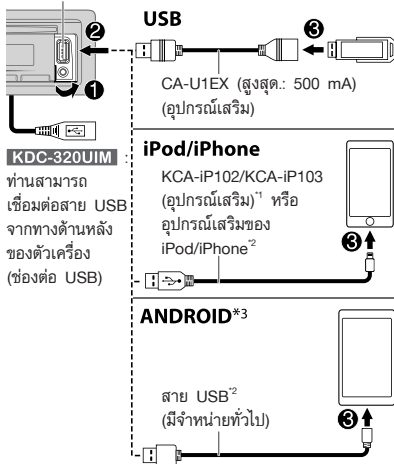 USB
❷
❸
CA-U1EX (สูงสุด.: 500 mA)
(อุปกรณ์เสริม)
❶
KDC-320UIM :
ท่านสามารถ
เชื่อมต่อสาย USB
จากทางด้านหลัง
ของตัวเครื่อง
(ช่องต่อ USB)
iPod/iPhone
KCA-iP102/KCA-iP103
(อุปกรณ์เสริม)*1 หรือ
อุปกรณ์เสริมของ
iPod/iPhone*2
❸
ANDROID*3
สาย USB*2
(มีจำหน่ายทั่วไป)
❸